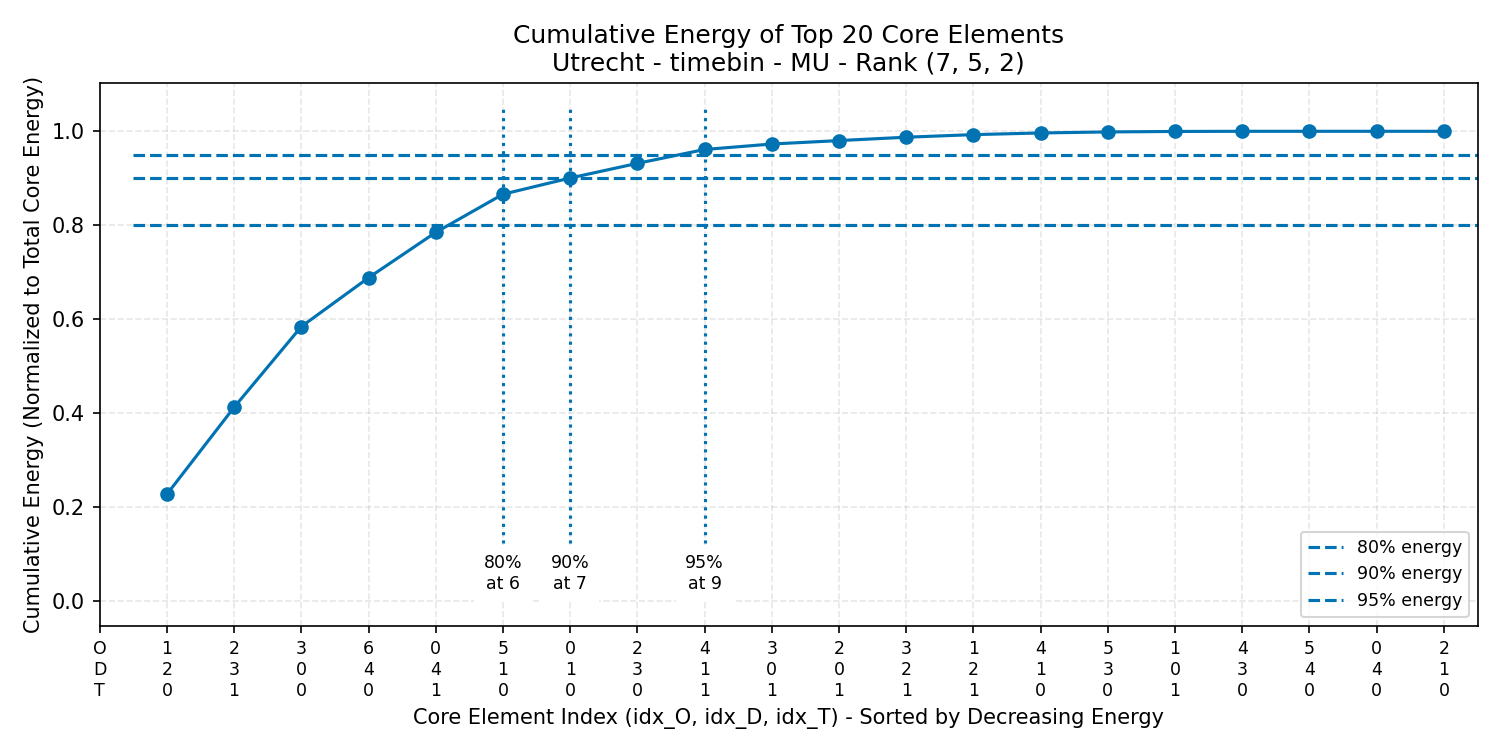 Cumulative Energy of Top 20 Core Elements
Utrecht - timebin - MU - Rank (7, 5, 2)
Cumulative Energy (Normalized to Total Core Energy)
1.0
0.8
0.6
0.4
0.2
0.0
80% at 6
90% at 7
95% at 9
80% energy
90% energy
95% energy
O 1 2 3 6 0 5 0 2 4 3 2 3 1 4 5 1 4 5 0 2
D 2 3 0 4 4 1 1 3 1 0 0 2 2 1 3 0 3 4 4 1
T 0 1 0 0 1 0 0 0 1 1 1 1 1 0 0 1 0 0 0 0
Core Element Index (idx_O, idx_D, idx_T) - Sorted by Decreasing Energy